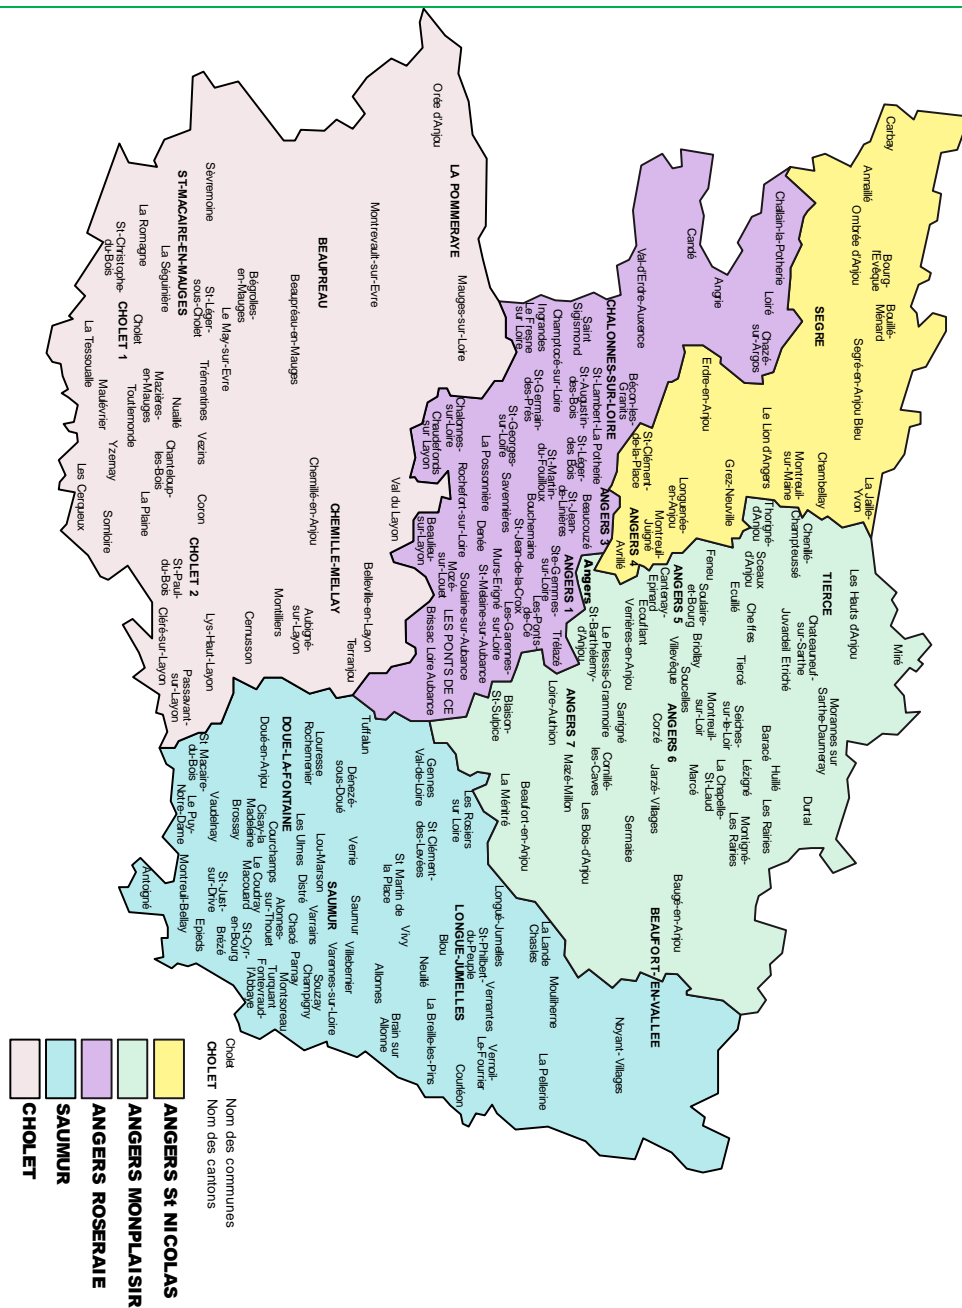 Carbay
Armaillé
Bourg-
l'Evêque
Ombrée d'Anjou
Bouillé-
Ménard
Segré-en-Anjou Bleu
SEGRE
La Jaille-
Yvon
Chambellay
Montreuil-
sur-Maine
Le Lion d'Angers
Grez-Neuville
Erdre-en-Anjou
Longuenée-
en-Anjou
St-Clément-
de-la-Place
Montreuil-
Juigné
ANGERS 4
Avrillé
Challain-la-Potherie
Loiré
Chazé-
sur-Argos
Angrie
Candé
Val-d'Erdre-Auxence
Bécon-les-
Granits
CHALONNES-SUR-LOIRE
St-Lambert-La Potherie
ANGERS 3
Saint
Sigismond
St-Augustin-
des-Bois
St-Léger-
des Bois
Beaucouzé
Champtocé-sur-Loire
St-Jean-
de-Linières
Ingrandes
Le Fresne
sur Loire
St-Germain-
des-Prés
St-Martin-
du-Fouilloux
Bouchemaine
Ste-Gemmes-
sur-Loire
ANGERS 1
Angers
Trélazé
St-Georges-
sur-Loire
Savennières
St-Jean-de-la-Croix
Les-Ponts-
de-Cé
La Possonnière
Denée
Murs-Erigné
Les-Garennes-
sur-Loire
Chalonnes-
sur-Loire
Rochefort-sur-Loire
Soulaine-sur-Aubance
St-Melaine-sur-Aubance
Mozé-
sur-Louet
LES PONTS DE CE
Chaudefonds
sur Layon
Beaulieu-
sur-Layon
Brissac Loire Aubance
Miré
Les Hauts d'Anjou
TIERCE
Chenillé-
Champteussé
Chateauneuf-
sur-Sarthe
Morannes sur
Sarthe-Daumeray
Juvardeil
Etriché
Thorigné-
d'Anjou
Sceaux
d'Anjou
Cheffes
Ecuillé
Tiercé
Baracé
Huillé
Durtal
Lézigné
Les Rairies
Montigné-
Les Rairies
Feneu
Soulaire-
et-Bourg
Briollay
Seiches-
sur-le-Loir
La Chapelle-
St-Laud
Montreuil-
sur-Loir
Marcé
ANGERS 5
Cantenay-
Epinard
Soucelles
Villevêque
ANGERS 6
Ecouflant
Corzé
Jarzé-Villages
Verrières-en-Anjou
Sermaise
Le Plessis-Grammoire
Sarrigné
Cornillé-
les-Caves
St-Barthélemy-
d'Anjou
Les Bois-d'Anjou
ANGERS 7
Mazé-Milon
Loire-Authion
Beaufort-en-Anjou
La Ménitré
Blaison-
St-Sulpice
Baugé-en-Anjou
BEAUFORT-EN-VALLEE
Noyant-Villages
La Lande
Chasles
Mouliherne
La Pellerine
Longué-Jumelles
St-Philbert-
du-Peuple
Vernantes
Vernoil-
Le-Fourrier
LONGUE-JUMELLES
Courléon
Les Rosiers
sur Loire
Blou
La Breille-les-Pins
Neuillé
Gennes
Val-de-Loire
St Clément-
des-Levées
St Martin de
la Place
Vivy
Allonnes
Brain sur
Allonne
Tuffalun
Dénezé-
sous-Doué
Verrie
Saumur
Villebernier
SAUMUR
Varennes-sur-Loire
Louresse
Rochemenier
Lou-Marson
Les Ulmes
Distré
Varrains
Chacé
Souzay
Champigny
Parnay
DOUE-LA-FONTAINE
Courchamps
Alonnes-
sur-Thouet
Turquant
Montsoreau
Doué-en-Anjou
Cisay-la
Madeleine
Le Coudray
Macouard
St-Cyr-
en-Bourg
Fontevraud-
l'Abbaye
Brossay
Vaudelnay
St-Just-
sur-Drive
Brézé
Epieds
St Macaire-
du-Bois
Le Puy-
Notre-Dame
Montreuil-Bellay
Antoigné
Orée d'Anjou
LA POMMERAYE
Mauges-sur-Loire
Montrevault-sur-Evre
BEAUPREAU
Beaupréau-en-Mauges
Bégrolles-
en-Mauges
Le May-sur-Evre
Sèvremoine
ST-MACAIRE-EN-MAUGES
St-Léger-
sous-Cholet
Trémentines
Vezins
Coron
La Séguinière
La Romagne
Cholet
Nuaillé
Mazières-
en-Mauges
Chanteloup-
les-Bois
St-Christophe-
du-Bois
CHOLET 1
Toutlemonde
La Plaine
La Tessoualle
Maulévrier
Yzernay
Somloire
Les Cerqueux
CHOLET 2
St-Paul-
du-Bois
Cléré-sur-Layon
Passavant-
sur-Layon
Lys-Haut-Layon
Cernusson
Montilliers
Aubigné-
sur-Layon
Terranjou
Belleville-en-Layon
Val du Layon
CHEMILLE-MELLAY
Chemillé-en-Anjou
Cholet Nom des communes
CHOLET Nom des cantons
ANGERS St NICOLAS
ANGERS MONPLAISIR
ANGERS ROSERAIE
SAUMUR
CHOLET